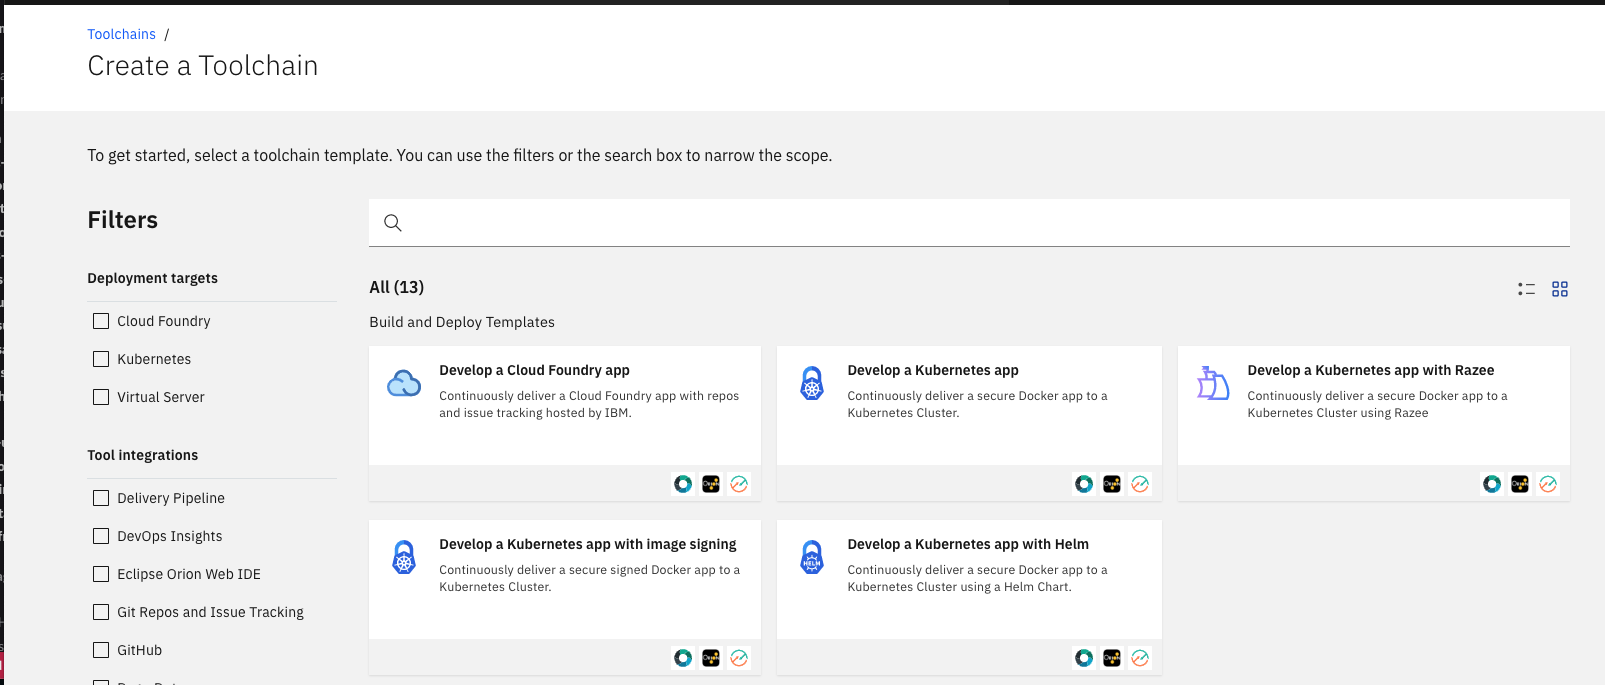 Toolchains /
Create a Toolchain
To get started, select a toolchain template. You can use the filters or the search box to narrow the scope.
Filters
Deployment targets
Cloud Foundry
Kubernetes
Virtual Server
Tool integrations
Delivery Pipeline
DevOps Insights
Eclipse Orion Web IDE
Git Repos and Issue Tracking
GitHub
All (13)
Build and Deploy Templates
Develop a Cloud Foundry app
Continuously deliver a Cloud Foundry app with repos
and issue tracking hosted by IBM.
Develop a Kubernetes app
Continuously deliver a secure Docker app to a
Kubernetes Cluster.
Develop a Kubernetes app with Razee
Continuously deliver a secure Docker app to a
Kubernetes Cluster using Razee
Develop a Kubernetes app with image signing
Continuously deliver a secure signed Docker app to a
Kubernetes Cluster.
HELM
Develop a Kubernetes app with Helm
Continuously deliver a secure Docker app to a
Kubernetes Cluster using a Helm Chart.